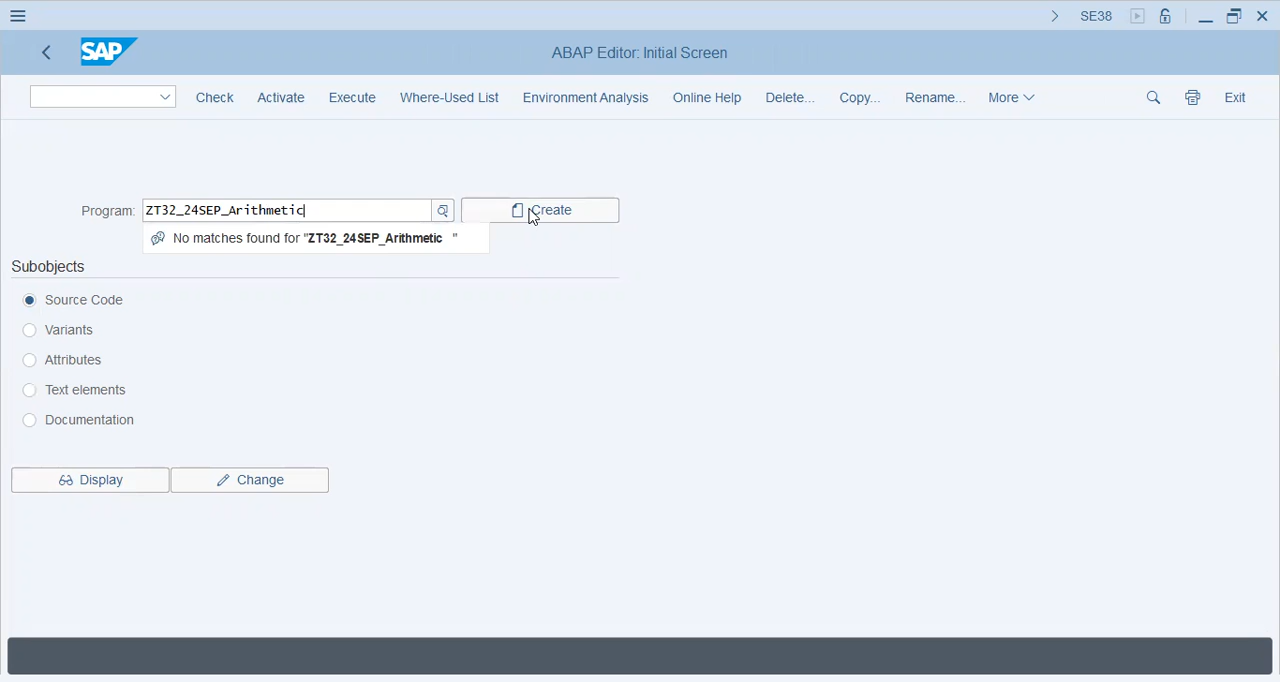 SE38
SAP
ABAP Editor: Initial Screen
Check Activate Execute Where-Used List Environment Analysis Online Help Delete... Copy... Rename... More Exit
Program: ZT32_24SEP_Arithmetic Create
No matches found for "ZT32_24SEP_Arithmetic "
Subobjects
Source Code
Variants
Attributes
Text elements
Documentation
Display Change